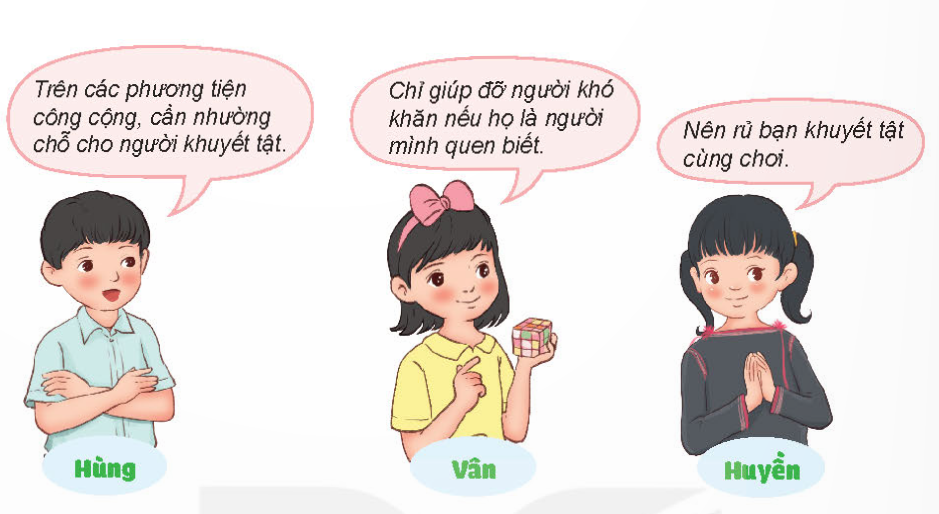 Trên các phương tiện
công cộng, cần nhường
chỗ cho người khuyết tật.
Chỉ giúp đỡ người khó
khăn nếu họ là người
mình quen biết.
Nên rủ bạn khuyết tật
cùng chơi.
Hùng
Vân
Huyền